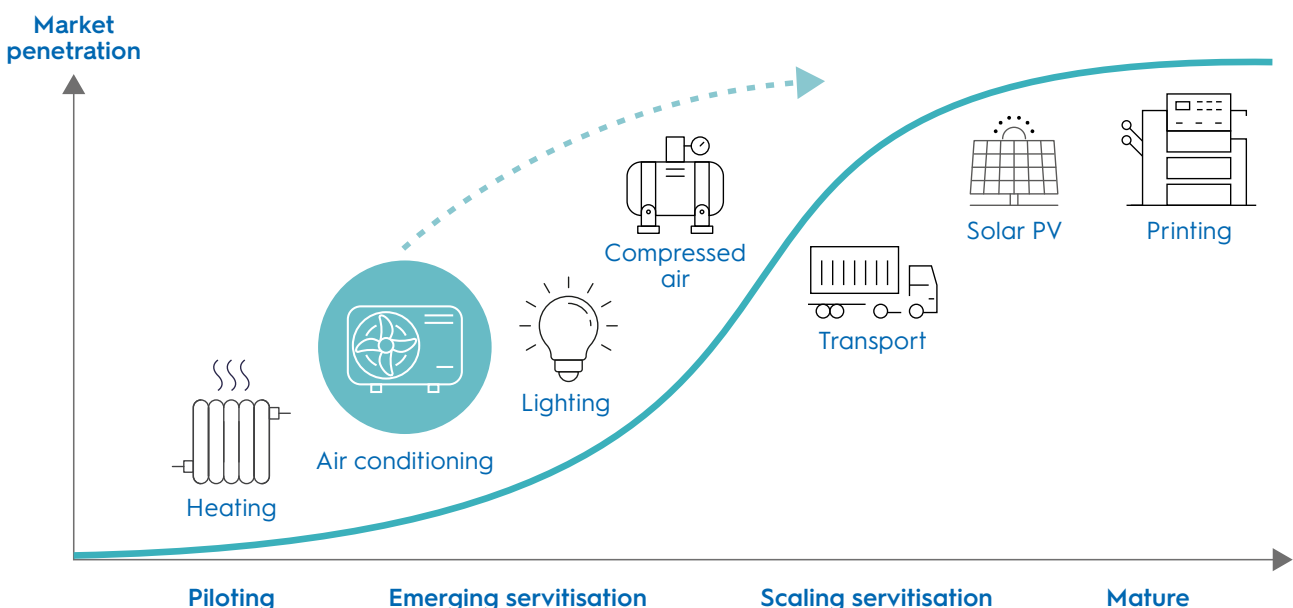 Market
penetration
Compressed
air
Solar PV
Printing
Transport
Lighting
Air conditioning
Heating
Piloting
Emerging servitisation
Scaling servitisation
Mature